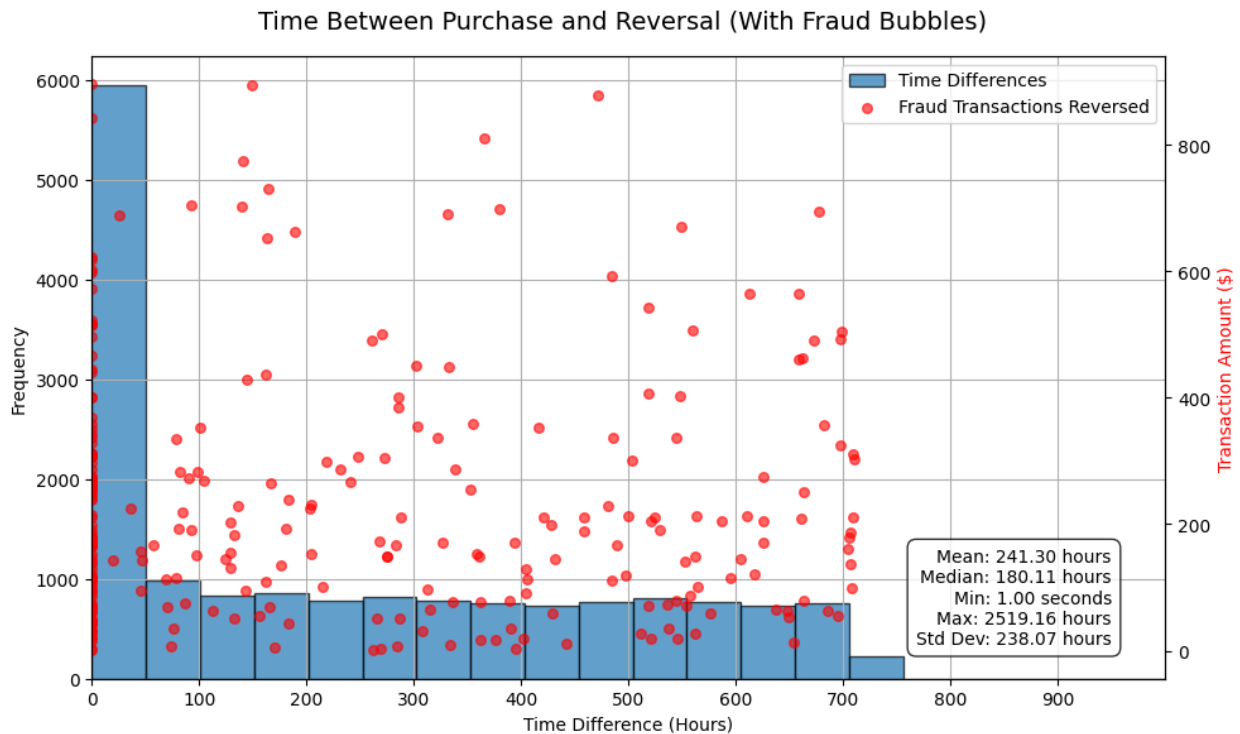 Time Between Purchase and Reversal (With Fraud Bubbles)
Time Differences
Fraud Transactions Reversed
Frequency
6000
5000
4000
3000
2000
1000
0
Transaction Amount ($)
800
600
400
200
0
Mean: 241.30 hours
Median: 180.11 hours
Min: 1.00 seconds
Max: 2519.16 hours
Std Dev: 238.07 hours
0 100 200 300 400 500 600 700 800 900
Time Difference (Hours)